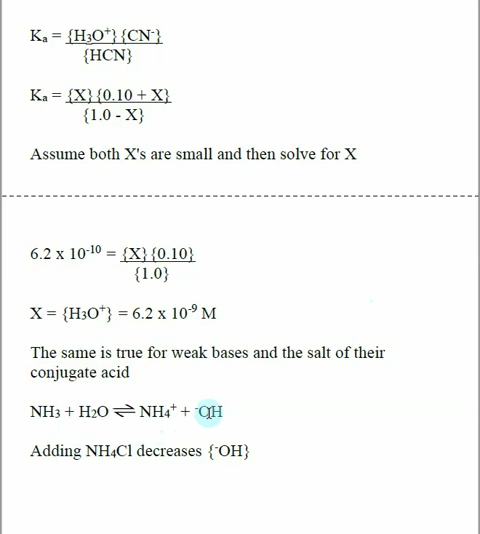 Kₐ = {H₃O⁺} {CN⁻}
{HCN}
Kₐ = {X} {0.10 + X}
{1.0 - X}
Assume both X's are small and then solve for X
6.2 x 10⁻¹⁰ = {X} {0.10}
{1.0}
X = {H₃O⁺} = 6.2 x 10⁻⁹ M
The same is true for weak bases and the salt of their
conjugate acid
NH₃ + H₂O ⇌ NH₄⁺ + ⁻OH
Adding NH₄Cl decreases {⁻OH}